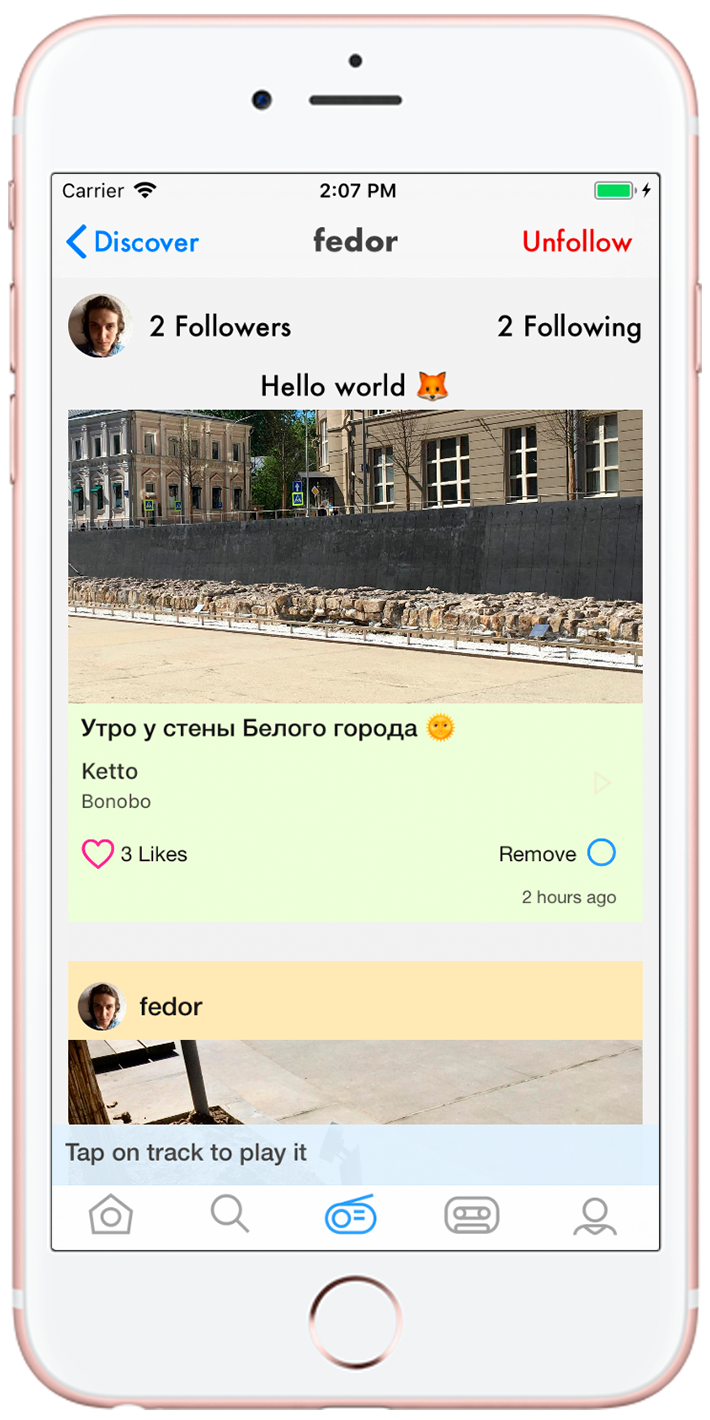 Carrier 2:07 PM
Discover fedor Unfollow
2 Followers 2 Following
Hello world 🦊
Утро у стены Белого города 🌞
Ketto
Bonobo
3 Likes Remove
2 hours ago
fedor
Tap on track to play it